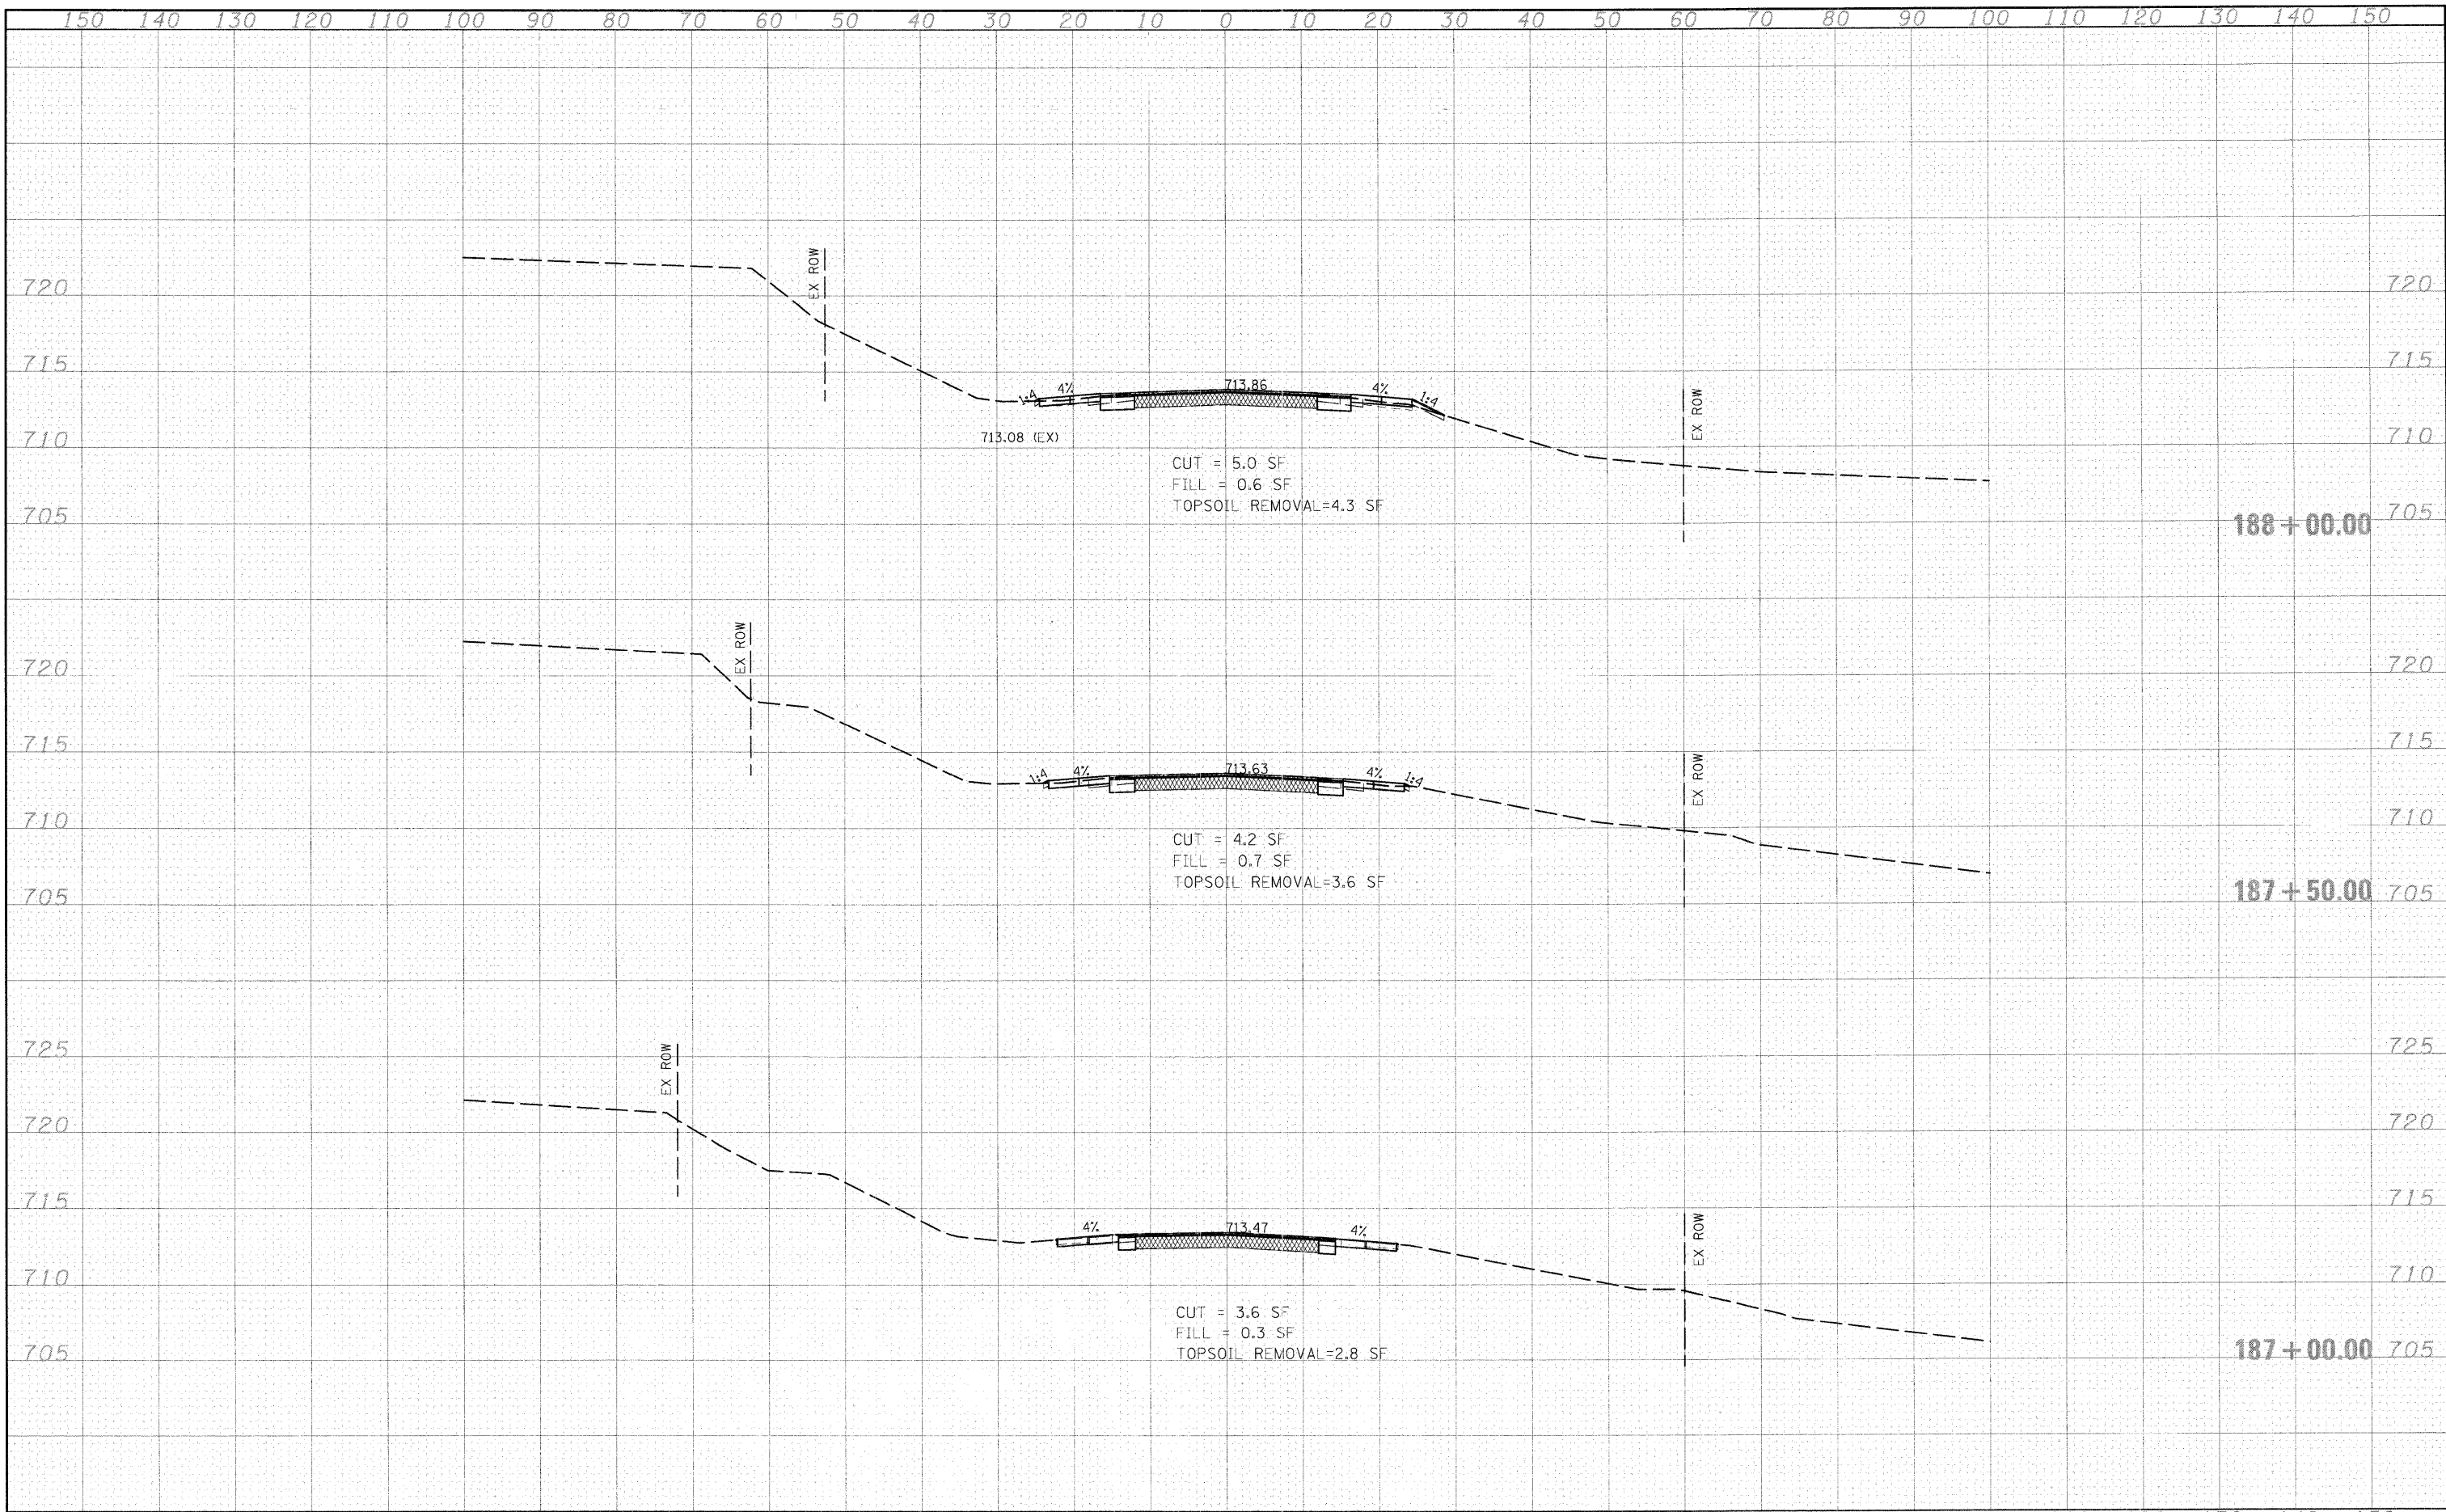 150 140 130 120 110 100 90 80 70 60 50 40 30 20 10 0 10 20 30 40 50 60 70 80 90 100 110 120 130 140 150
EX ROW
720 720
715 715
1:4 4% 713.86 4% 1:4
EX ROW
713.08 (EX)
710 710
CUT = 5.0 SF
FILL = 0.6 SF
TOPSOIL REMOVAL=4.3 SF
705 705
188+00.00
EX ROW
720 720
715 715
1:4 4% 713.63 4% 1:4
EX ROW
710 710
CUT = 4.2 SF
FILL = 0.7 SF
TOPSOIL REMOVAL=3.6 SF
705 705
187+50.00
725 725
EX ROW
720 720
715 715
4% 713.47 4%
EX ROW
710 710
CUT = 3.6 SF
FILL = 0.3 SF
TOPSOIL REMOVAL=2.8 SF
705 705
187+00.00